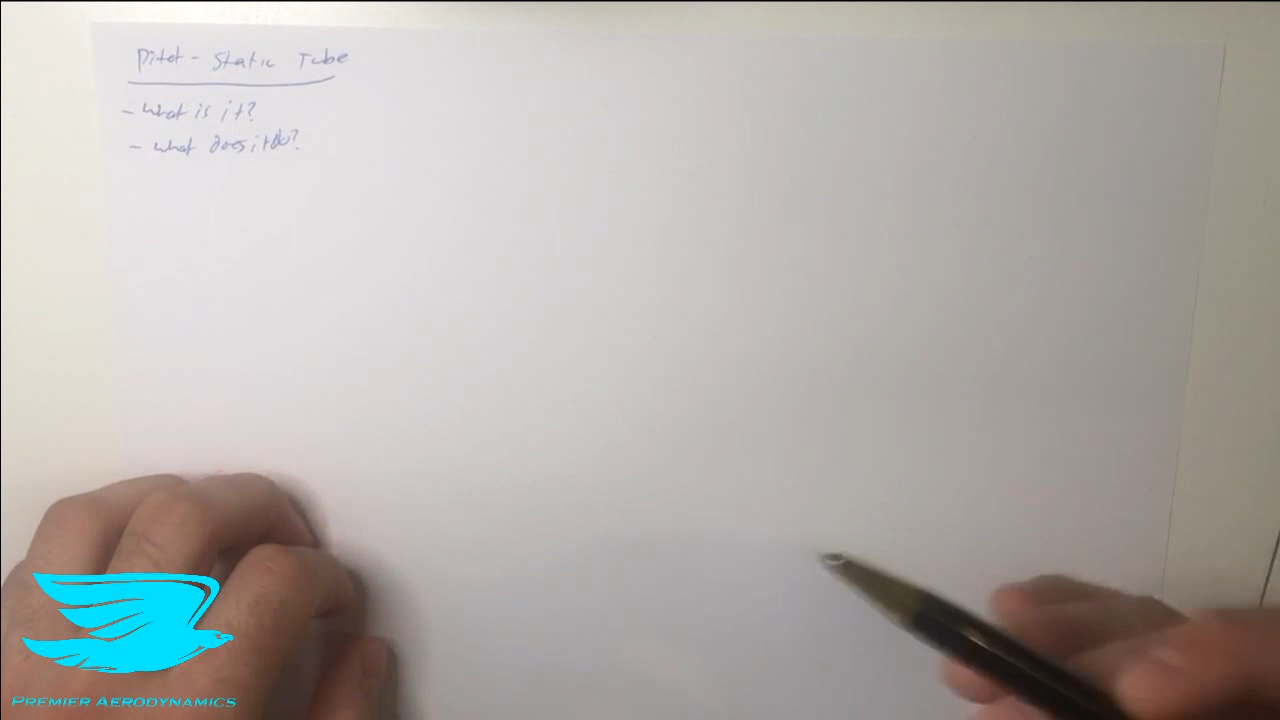 Pitot - Static Tube
- What is it?
- What does it do?
PREMIER AERODYNAMICS